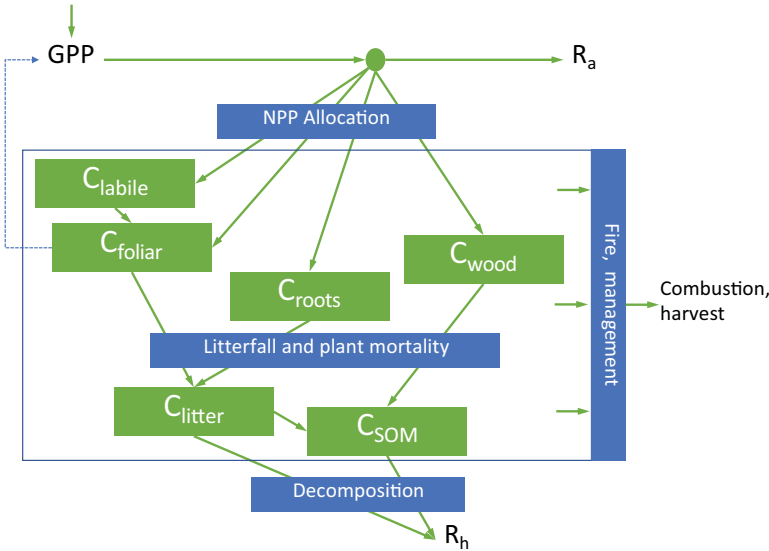 GPP
Ra
NPP Allocation
Clabile
Cfoliar
Cwood
Croots
Fire, management
Combustion,
harvest
Litterfall and plant mortality
Clitter
CSOM
Decomposition
Rh